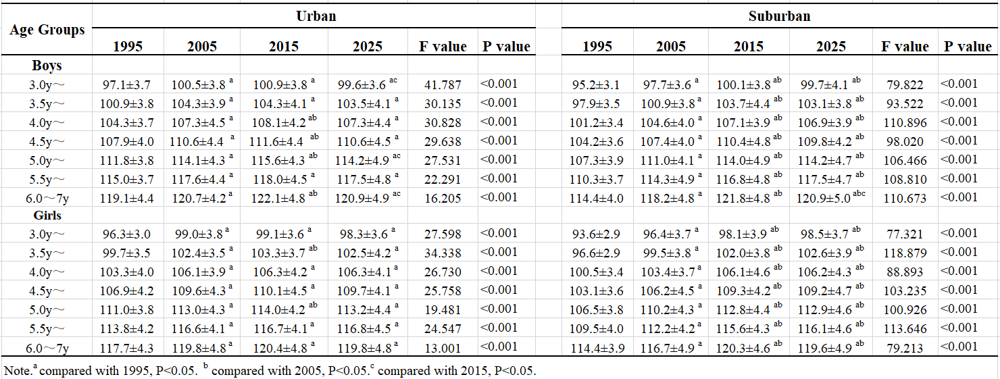 Age Groups Urban Suburban
1995 2005 2015 2025 F value P value 1995 2005 2015 2025 F value P value
Boys
3.0y～ 97.1±3.7 100.5±3.8 a 100.9±3.8 a 99.6±3.6 ac 41.787 <0.001 95.2±3.1 97.7±3.6 a 100.1±3.8 ab 99.7±4.1 ab 79.822 <0.001
3.5y～ 100.9±3.8 104.3±3.9 a 104.3±4.1 a 103.5±4.1 a 30.135 <0.001 97.9±3.5 100.9±3.8 a 103.7±4.4 ab 103.1±3.8 ab 93.522 <0.001
4.0y～ 104.3±3.7 107.3±4.5 a 108.1±4.2 ab 107.3±4.4 a 30.828 <0.001 101.2±3.4 104.6±4.0 a 107.1±3.9 ab 106.9±3.9 ab 110.896 <0.001
4.5y～ 107.9±4.0 110.6±4.4 a 111.6±4.4 ab 110.6±4.5 a 29.638 <0.001 104.2±3.6 107.4±4.0 a 110.4±4.8 ab 109.8±4.2 ab 98.020 <0.001
5.0y～ 111.8±3.8 114.1±4.3 a 115.6±4.3 ab 114.2±4.9 ac 27.531 <0.001 107.3±3.9 111.0±4.1 a 114.0±4.9 ab 114.2±4.7 ab 106.466 <0.001
5.5y～ 115.0±3.7 117.6±4.4 a 118.0±4.5 a 117.5±4.8 a 22.291 <0.001 110.3±3.7 114.3±4.9 a 116.8±4.8 ab 117.5±4.7 ab 108.810 <0.001
6.0～7y 119.1±4.4 120.7±4.2 a 122.1±4.8 ab 120.9±4.9 ac 16.205 <0.001 114.4±4.0 118.2±4.8 a 121.8±4.8 ab 120.9±5.0 abc 110.673 <0.001
Girls
3.0y～ 96.3±3.0 99.0±3.8 a 99.1±3.6 a 98.3±3.6 a 27.598 <0.001 93.6±2.9 96.4±3.7 a 98.1±3.9 ab 98.5±3.7 ab 77.321 <0.001
3.5y～ 99.7±3.5 102.4±3.5 a 103.3±3.7 ab 102.5±4.2 a 34.338 <0.001 96.6±2.9 99.5±3.8 a 102.0±3.8 ab 102.6±3.9 ab 118.879 <0.001
4.0y～ 103.3±4.0 106.1±3.9 a 106.3±4.2 a 106.3±4.1 a 26.730 <0.001 100.5±3.4 103.4±3.7 a 106.1±4.6 ab 106.2±4.3 ab 88.893 <0.001
4.5y～ 106.9±4.2 109.6±4.3 a 110.1±4.5 a 109.7±4.1 a 25.758 <0.001 103.1±3.6 106.2±4.5 a 109.3±4.2 ab 109.2±4.7 ab 103.235 <0.001
5.0y～ 111.0±3.8 113.0±4.3 a 114.0±4.2 ab 113.2±4.4 a 19.481 <0.001 106.5±3.8 110.2±4.3 a 112.8±4.4 ab 112.9±4.6 ab 100.926 <0.001
5.5y～ 113.8±4.2 116.6±4.1 a 116.7±4.1 a 116.8±4.5 a 24.547 <0.001 109.5±4.0 112.2±4.2 a 115.6±4.3 ab 116.1±4.6 ab 113.646 <0.001
6.0～7y 117.7±4.3 119.8±4.8 a 120.4±4.8 a 119.8±4.8 a 13.001 <0.001 114.4±3.9 116.7±4.9 a 120.3±4.6 ab 119.6±4.9 ab 79.213 <0.001
Note.a compared with 1995, P<0.05. b compared with 2005, P<0.05.c compared with 2015, P<0.05.